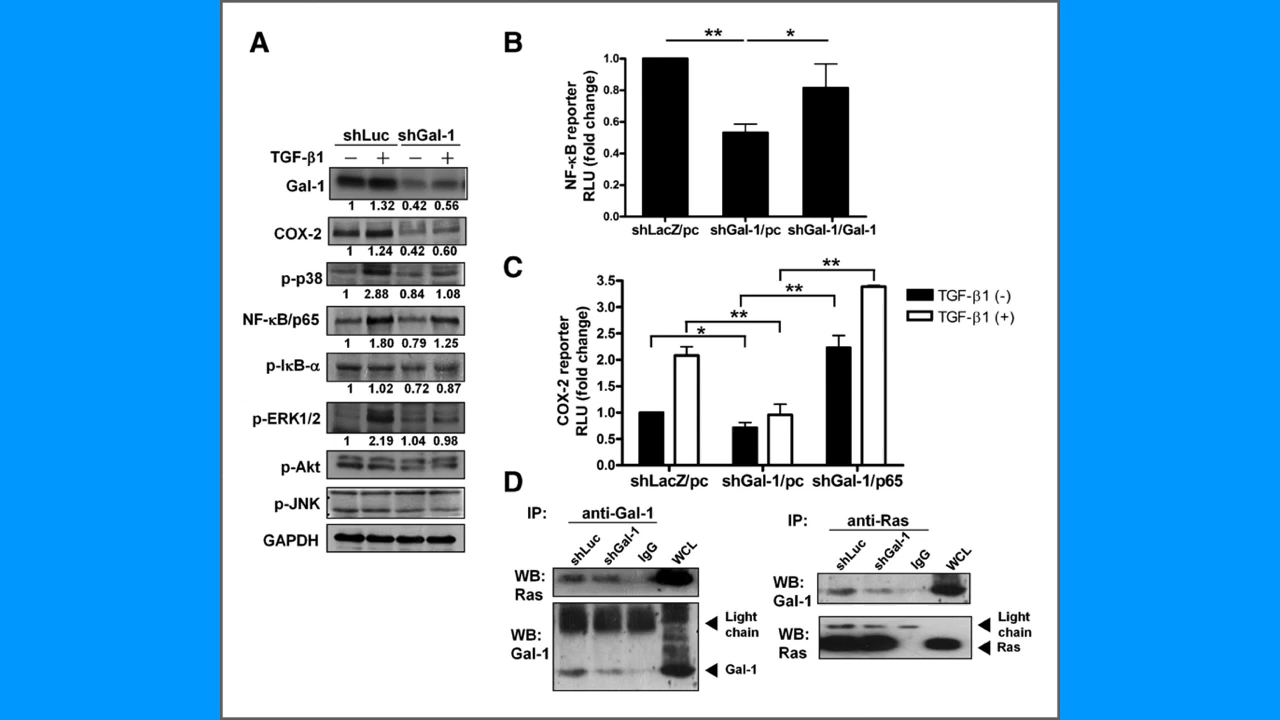 A
shLuc shGal-1
TGF-β1 – + – +
Gal-1
1 1.32 0.42 0.56
COX-2
1 1.24 0.42 0.60
p-p38
1 2.88 0.84 1.08
NF-κB/p65
1 1.80 0.79 1.25
p-IκB-α
1 1.02 0.72 0.87
p-ERK1/2
1 2.19 1.04 0.98
p-Akt
p-JNK
GAPDH
B
** *
NF-κB reporter
RLU (fold change)
1.0
0.8
0.6
0.4
0.2
0.0
shLacZ/pc shGal-1/pc shGal-1/Gal-1
C
**
**
**
*
COX-2 reporter
RLU (fold change)
3.5
3.0
2.5
2.0
1.5
1.0
0.5
0.0
shLacZ/pc shGal-1/pc shGal-1/p65
TGF-β1 (-)
TGF-β1 (+)
D
IP: anti-Gal-1
shLuc shGal-1 IgG WCL
WB:
Ras
WB:
Gal-1
Light
chain
Gal-1
IP: anti-Ras
shLuc shGal-1 IgG WCL
WB:
Gal-1
WB:
Ras
Light
chain
Ras